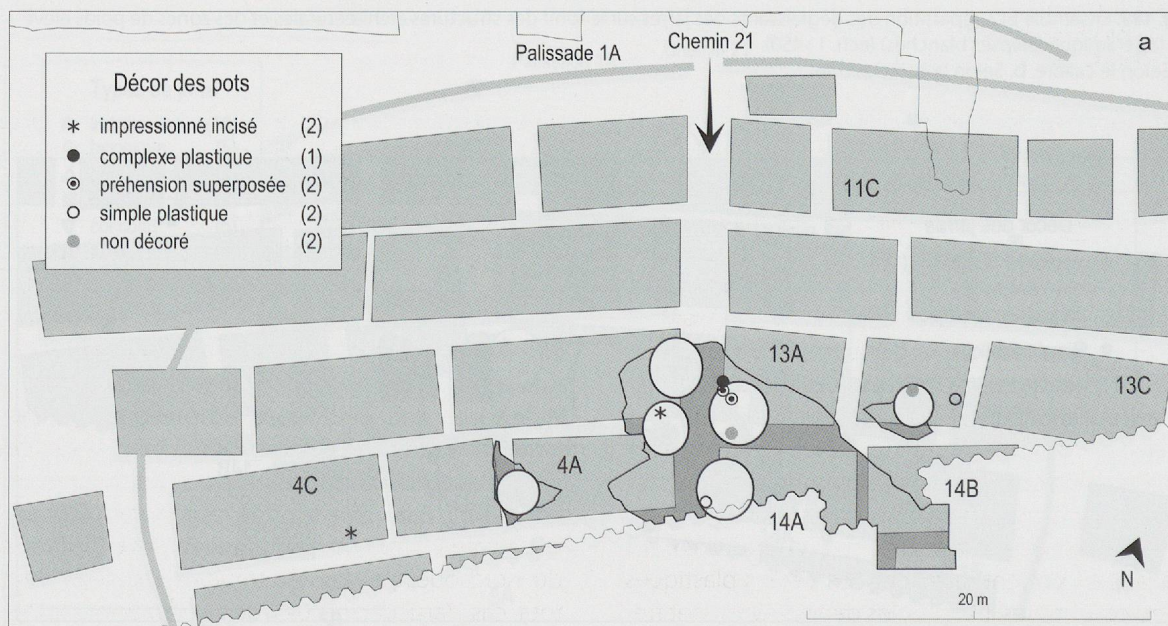 a
Palissade 1A
Chemin 21
Décor des pots
impressionné incisé (2)
complexe plastique (1)
préhension superposée (2)
simple plastique (2)
non décoré (2)
11C
13A
13C
4A
4C
14B
14A
N
20 m